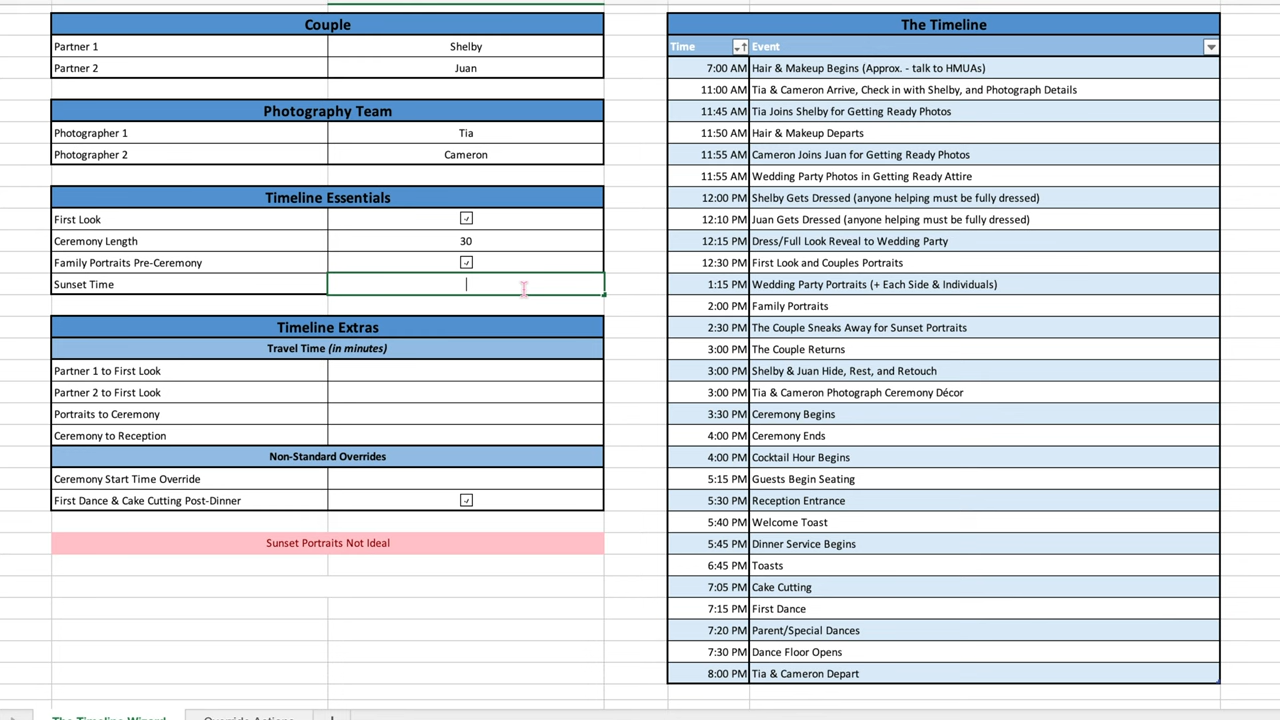 Couple
Partner 1 Shelby
Partner 2 Juan
Photography Team
Photographer 1 Tia
Photographer 2 Cameron
Timeline Essentials
First Look
Ceremony Length 30
Family Portraits Pre-Ceremony
Sunset Time
Timeline Extras
Travel Time (in minutes)
Partner 1 to First Look
Partner 2 to First Look
Portraits to Ceremony
Ceremony to Reception
Non-Standard Overrides
Ceremony Start Time Override
First Dance & Cake Cutting Post-Dinner
Sunset Portraits Not Ideal
The Timeline
Time Event
7:00 AM Hair & Makeup Begins (Approx. - talk to HMUAs)
11:00 AM Tia & Cameron Arrive, Check in with Shelby, and Photograph Details
11:45 AM Tia Joins Shelby for Getting Ready Photos
11:50 AM Hair & Makeup Departs
11:55 AM Cameron Joins Juan for Getting Ready Photos
11:55 AM Wedding Party Photos in Getting Ready Attire
12:00 PM Shelby Gets Dressed (anyone helping must be fully dressed)
12:10 PM Juan Gets Dressed (anyone helping must be fully dressed)
12:15 PM Dress/Full Look Reveal to Wedding Party
12:30 PM First Look and Couples Portraits
1:15 PM Wedding Party Portraits (+ Each Side & Individuals)
2:00 PM Family Portraits
2:30 PM The Couple Sneaks Away for Sunset Portraits
3:00 PM The Couple Returns
3:00 PM Shelby & Juan Hide, Rest, and Retouch
3:00 PM Tia & Cameron Photograph Ceremony Décor
3:30 PM Ceremony Begins
4:00 PM Ceremony Ends
4:00 PM Cocktail Hour Begins
5:15 PM Guests Begin Seating
5:30 PM Reception Entrance
5:40 PM Welcome Toast
5:45 PM Dinner Service Begins
6:45 PM Toasts
7:05 PM Cake Cutting
7:15 PM First Dance
7:20 PM Parent/Special Dances
7:30 PM Dance Floor Opens
8:00 PM Tia & Cameron Depart
The Timeline Wizard Override Actions